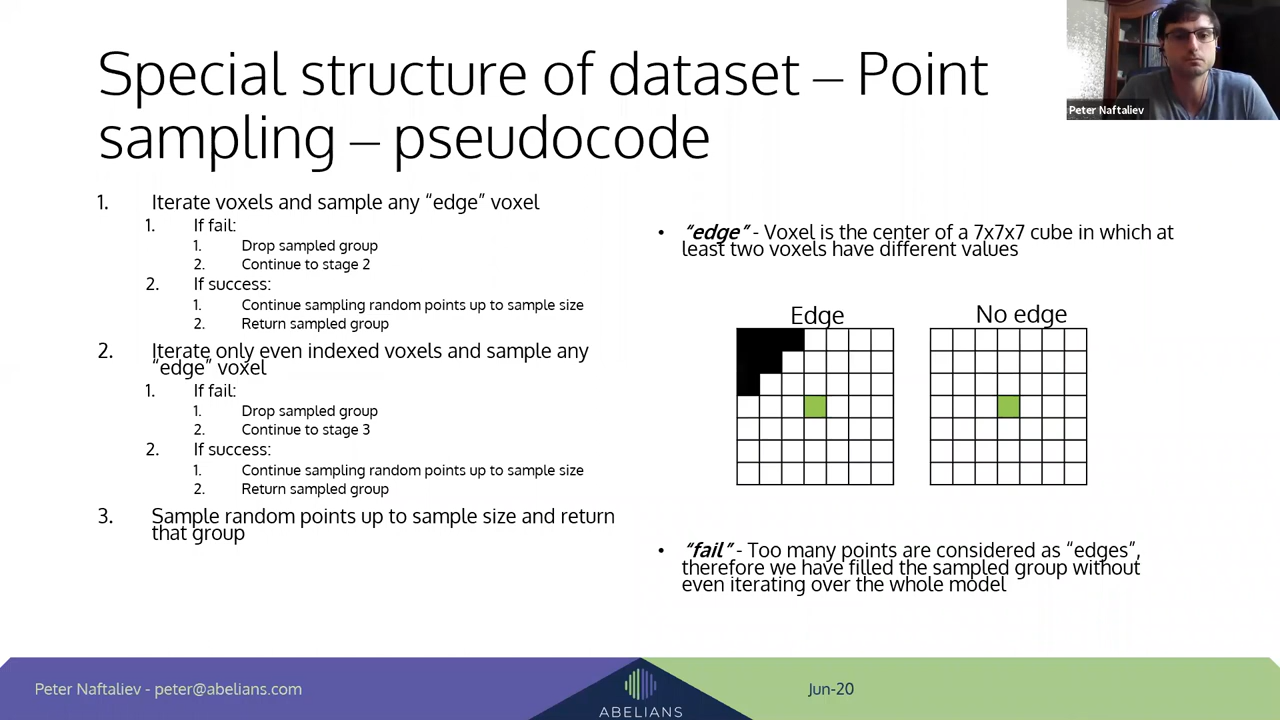 Special structure of dataset – Point
sampling – pseudocode
Peter Naftaliev
1. Iterate voxels and sample any “edge” voxel
1. If fail:
1. Drop sampled group
2. Continue to stage 2
2. If success:
1. Continue sampling random points up to sample size
2. Return sampled group
2. Iterate only even indexed voxels and sample any
“edge” voxel
1. If fail:
1. Drop sampled group
2. Continue to stage 3
2. If success:
1. Continue sampling random points up to sample size
2. Return sampled group
3. Sample random points up to sample size and return
that group
• “edge” - Voxel is the center of a 7x7x7 cube in which at
least two voxels have different values
Edge
No edge
• “fail” - Too many points are considered as “edges”,
therefore we have filled the sampled group without
even iterating over the whole model
Peter Naftaliev - peter@abelians.com
ABELIANS
Jun-20